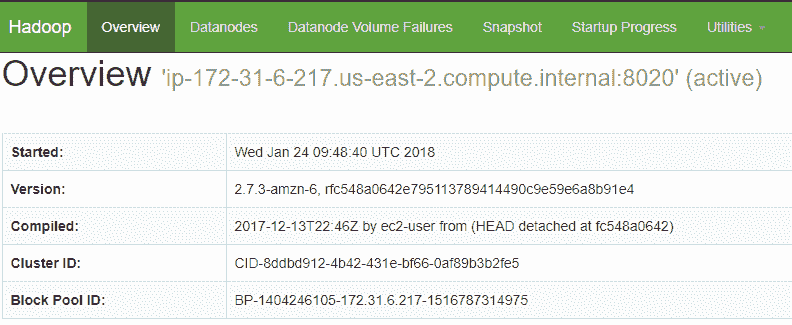 Hadoop Overview Datanodes Datanode Volume Failures Snapshot Startup Progress Utilities
Overview 'ip-172-31-6-217.us-east-2.compute.internal:8020' (active)
Started: Wed Jan 24 09:48:40 UTC 2018
Version: 2.7.3-amzn-6, rfc548a0642e795113789414490c9e59e6a8b91e4
Compiled: 2017-12-13T22:46Z by ec2-user from (HEAD detached at fc548a0642)
Cluster ID: CID-8ddbd912-4b42-431e-bf66-0af89b3b2fe5
Block Pool ID: BP-1404246105-172.31.6.217-1516787314975